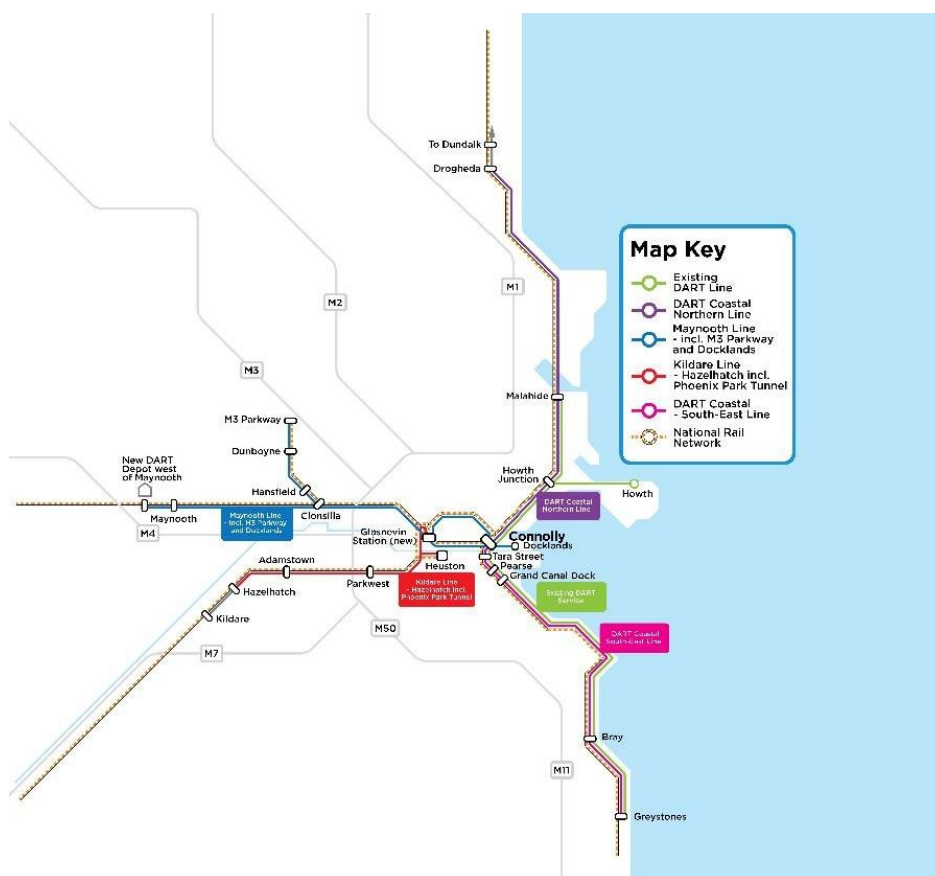 To Dundalk
Drogheda
M1
M2
M3
Map Key
Existing
DART Line
DART Coastal
Northern Line
Maynooth Line
- incl. M3 Parkway
and Docklands
Kildare Line
- Hazelhatch incl.
Phoenix Park Tunnel
DART Coastal
- South-East Line
National Rail
Network
Malahide
M3 Parkway
Dunboyne
New DART
Depot west
of Maynooth
Hansfield
Clonsilla
Howth
Junction
Howth
DART Coastal
Northern Line
Maynooth
M4
Maynooth Line
- incl. M3 Parkway
and Docklands
Glasnevin
Station (new)
Connolly
Docklands
Tara Street
Pearse
Grand Canal Dock
Heuston
Adamstown
Parkwest
Hazelhatch
Kildare
Kildare Line
- Hazelhatch incl.
Phoenix Park Tunnel
Existing DART
Service
DART Coastal
South-East Line
M50
M7
Bray
M11
Greystones